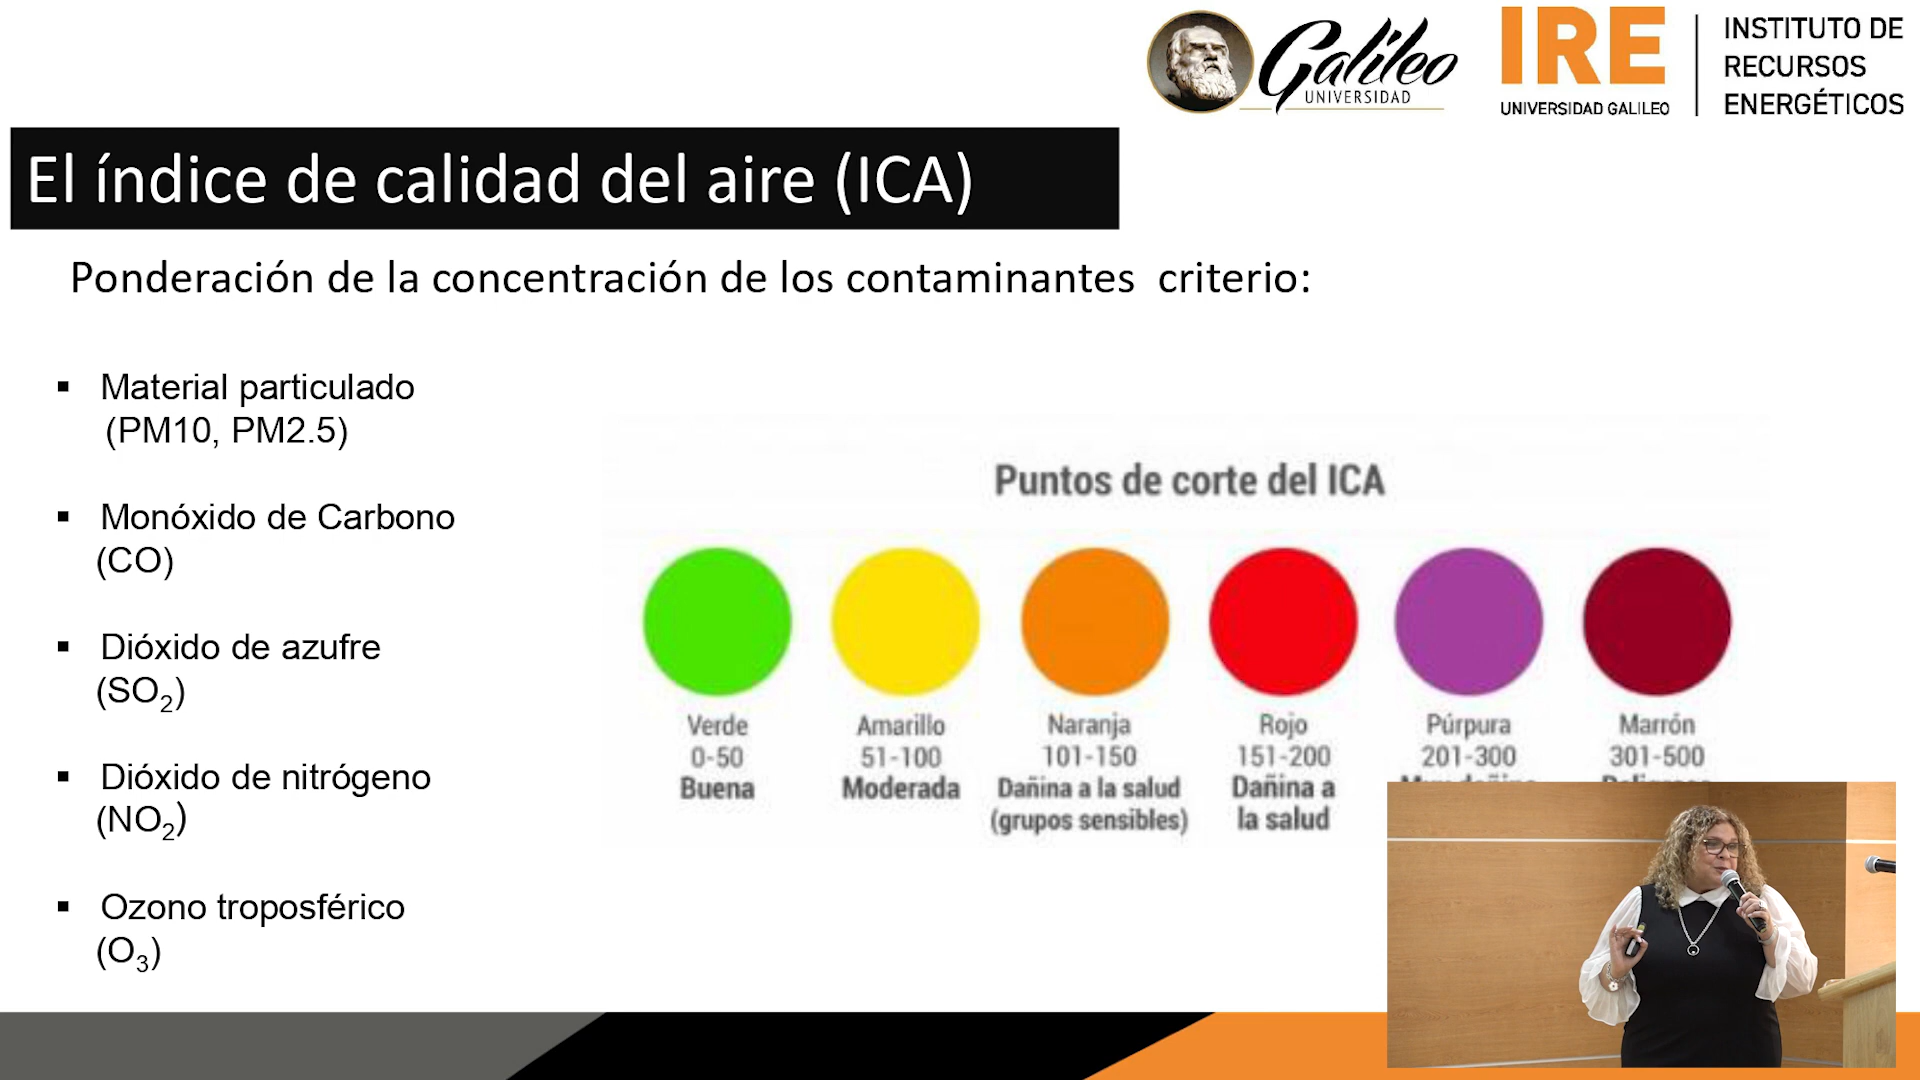 Galileo
UNIVERSIDAD
IRE
UNIVERSIDAD GALILEO
INSTITUTO DE
RECURSOS
ENERGÉTICOS
El índice de calidad del aire (ICA)
Ponderación de la concentración de los contaminantes criterio:
▪ Material particulado
(PM10, PM2.5)
▪ Monóxido de Carbono
(CO)
▪ Dióxido de azufre
(SO₂)
▪ Dióxido de nitrógeno
(NO₂)
▪ Ozono troposférico
(O₃)
Puntos de corte del ICA
Verde
0-50
Buena
Amarillo
51-100
Moderada
Naranja
101-150
Dañina a la salud
(grupos sensibles)
Rojo
151-200
Dañina a
la salud
Púrpura
201-300
Marrón
301-500